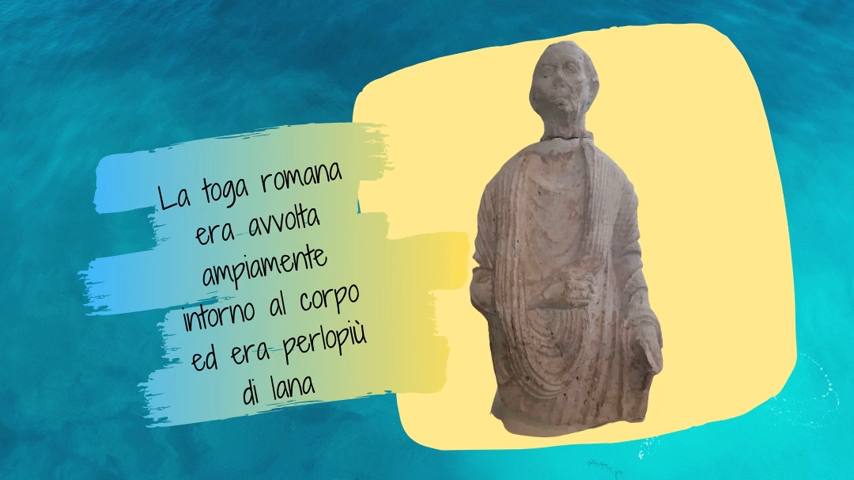 La toga romana
era avvolta
ampiamente
intorno al corpo
ed era perlopiù
di lana